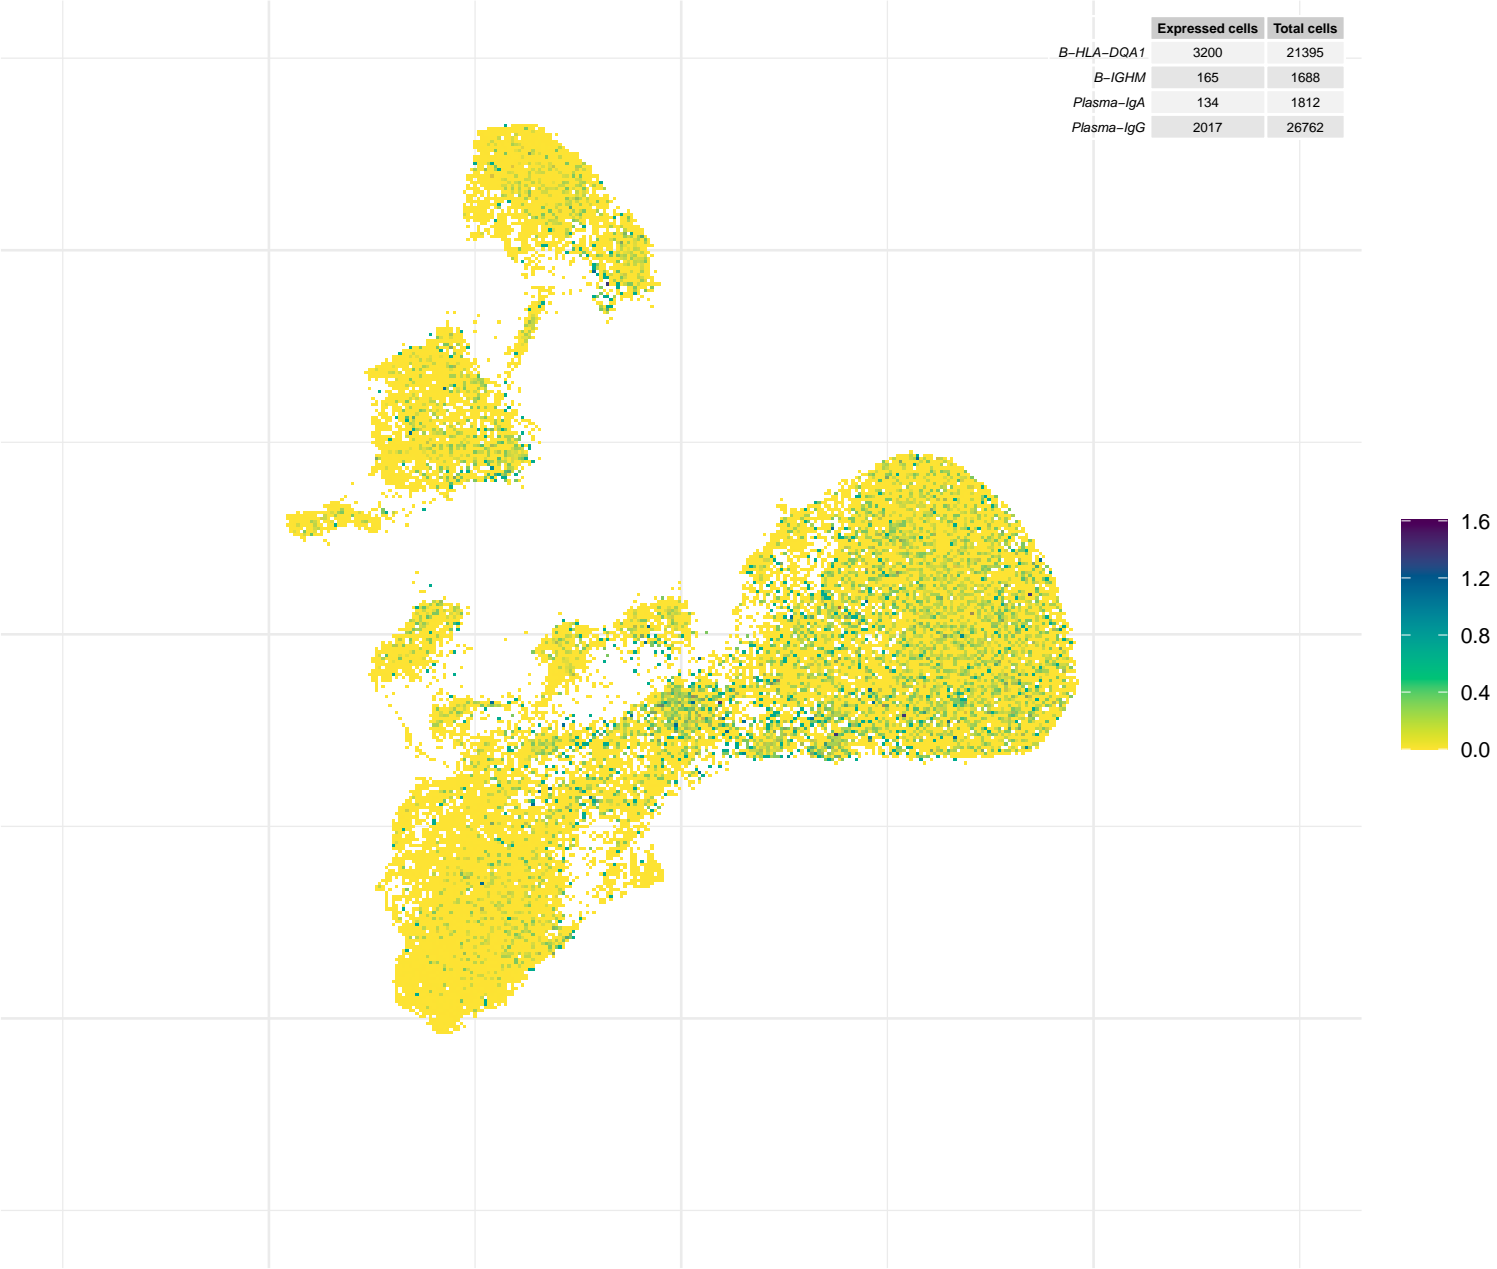 Expressed cells Total cells
B−HLA−DQA1 3200 21395
B−IGHM 165 1688
Plasma−IgA 134 1812
Plasma−IgG 2017 26762
1.6
1.2
0.8
0.4
0.0